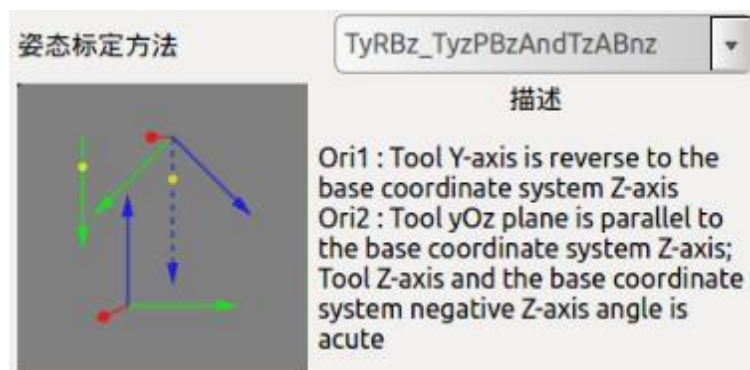 姿态标定方法
TyRBz_TyzPBzAndTzABnz
描述
Ori1 : Tool Y-axis is reverse to the
base coordinate system Z-axis
Ori2 : Tool yOz plane is parallel to
the base coordinate system Z-axis;
Tool Z-axis and the base coordinate
system negative Z-axis angle is
acute